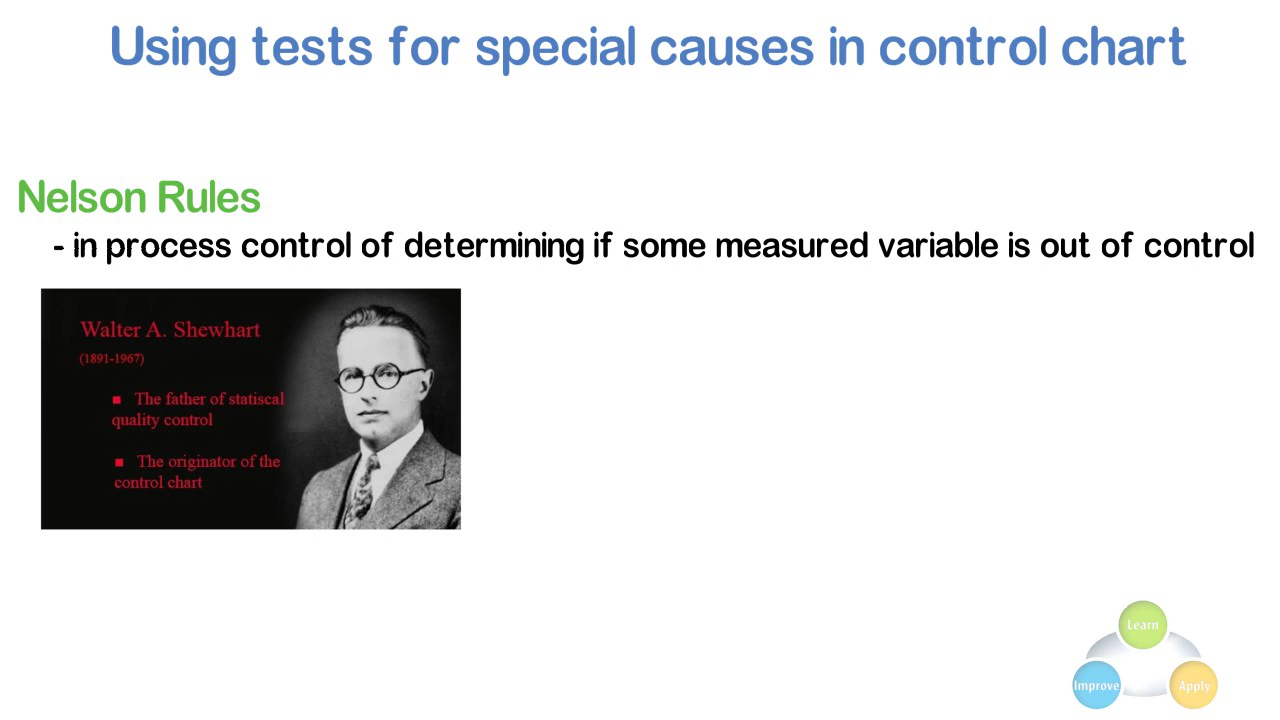 Using tests for special causes in control chart
Nelson Rules
- in process control of determining if some measured variable is out of control
Walter A. Shewhart
(1891-1967)
■ The father of statiscal
quality control
■ The originator of the
control chart
Learn
Improve
Apply